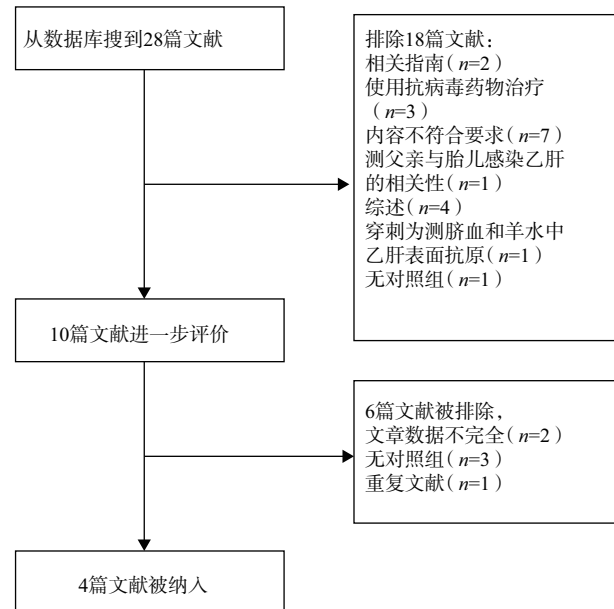 从数据库搜到28篇文献
排除18篇文献：
相关指南（n=2）
使用抗病毒药物治疗
（n=3）
内容不符合要求（n=7）
测父亲与胎儿感染乙肝
的相关性（n=1）
综述（n=4）
穿刺为测脐血和羊水中
乙肝表面抗原（n=1）
无对照组（n=1）
10篇文献进一步评价
6篇文献被排除，
文章数据不完全（n=2）
无对照组（n=3）
重复文献（n=1）
4篇文献被纳入